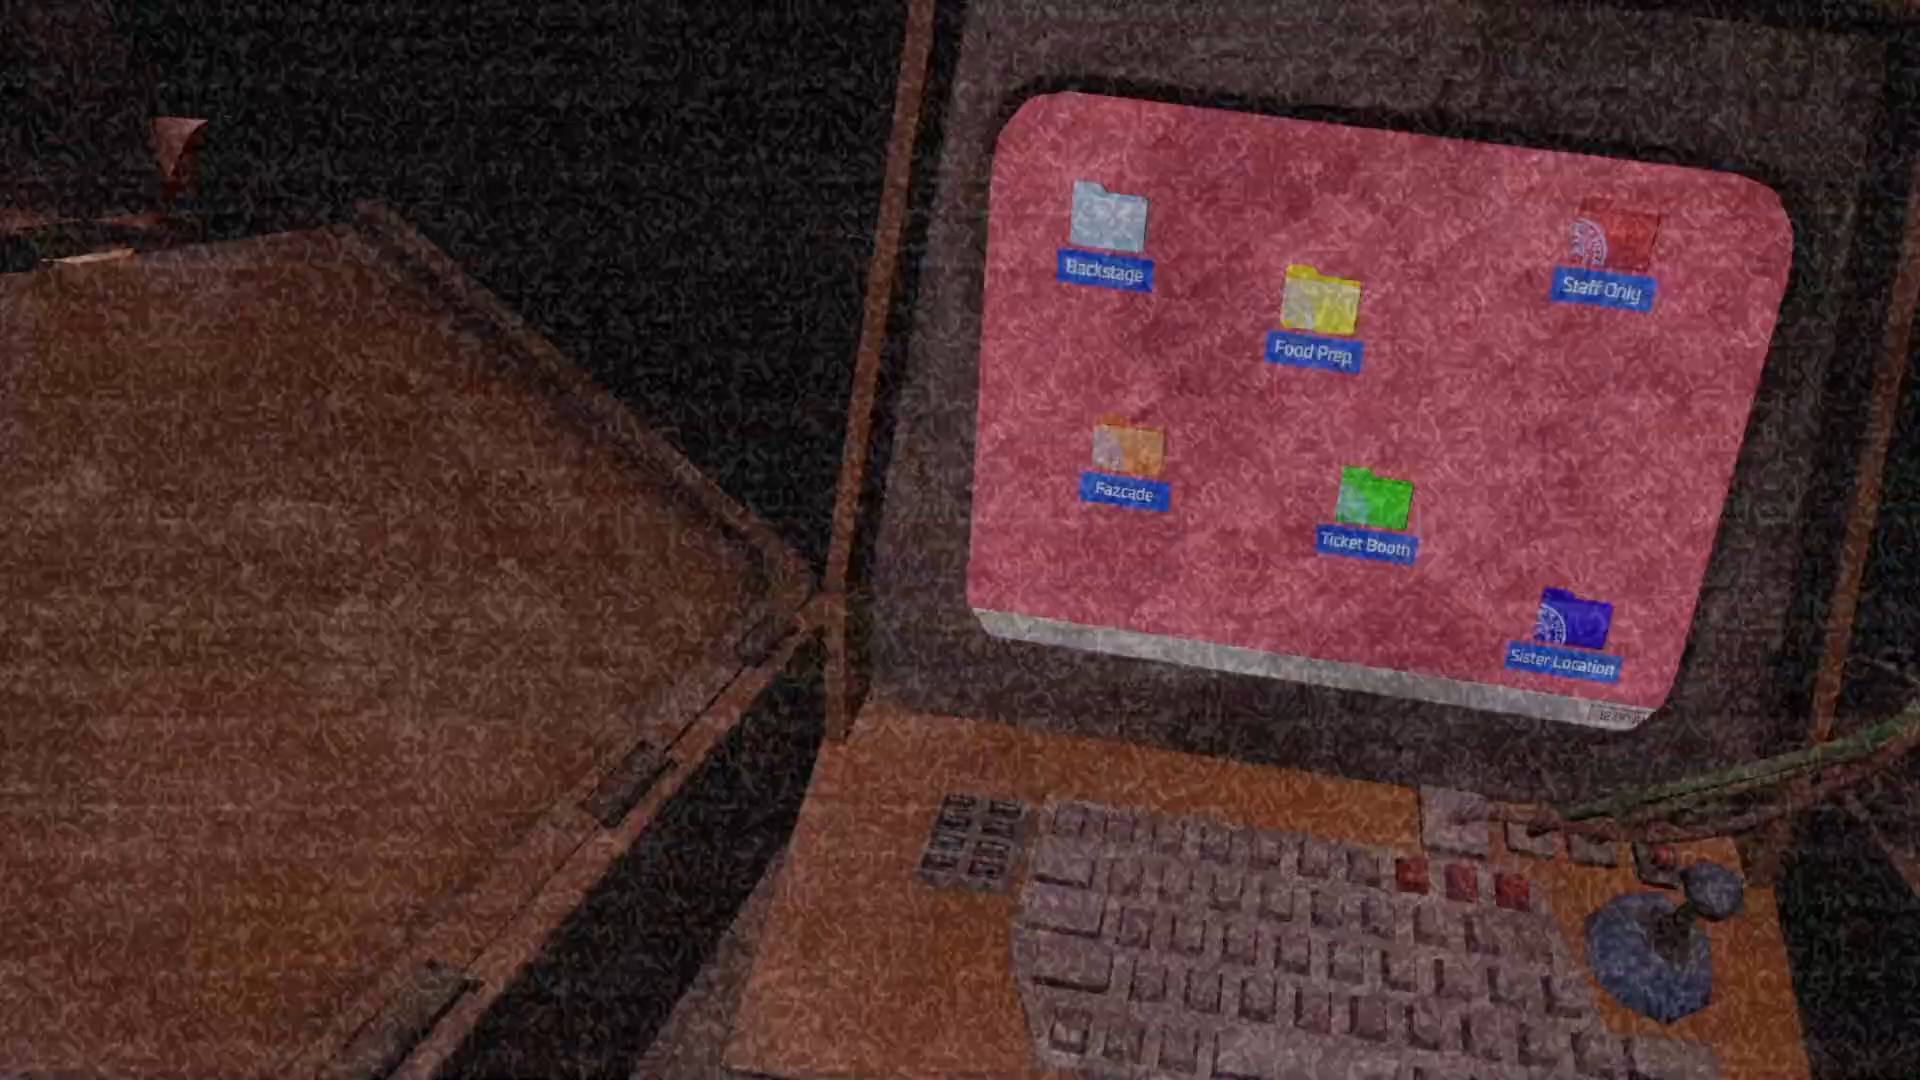 Backstage
Staff Only
Food Prep
Fazcade
Ticket Booth
Sister Location